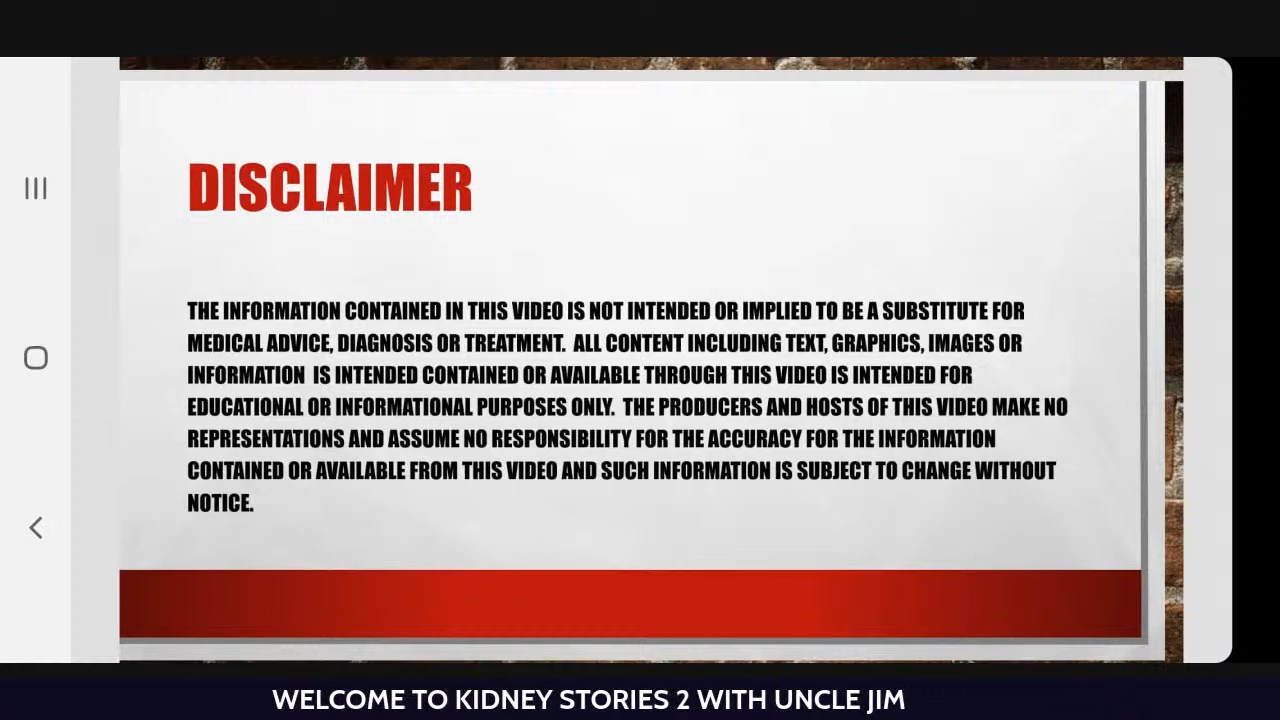 DISCLAIMER
THE INFORMATION CONTAINED IN THIS VIDEO IS NOT INTENDED OR IMPLIED TO BE A SUBSTITUTE FOR
MEDICAL ADVICE, DIAGNOSIS OR TREATMENT.  ALL CONTENT INCLUDING TEXT, GRAPHICS, IMAGES OR
INFORMATION  IS INTENDED CONTAINED OR AVAILABLE THROUGH THIS VIDEO IS INTENDED FOR
EDUCATIONAL OR INFORMATIONAL PURPOSES ONLY.  THE PRODUCERS AND HOSTS OF THIS VIDEO MAKE NO
REPRESENTATIONS AND ASSUME NO RESPONSIBILITY FOR THE ACCURACY FOR THE INFORMATION
CONTAINED OR AVAILABLE FROM THIS VIDEO AND SUCH INFORMATION IS SUBJECT TO CHANGE WITHOUT
NOTICE.
WELCOME TO KIDNEY STORIES 2 WITH UNCLE JIM